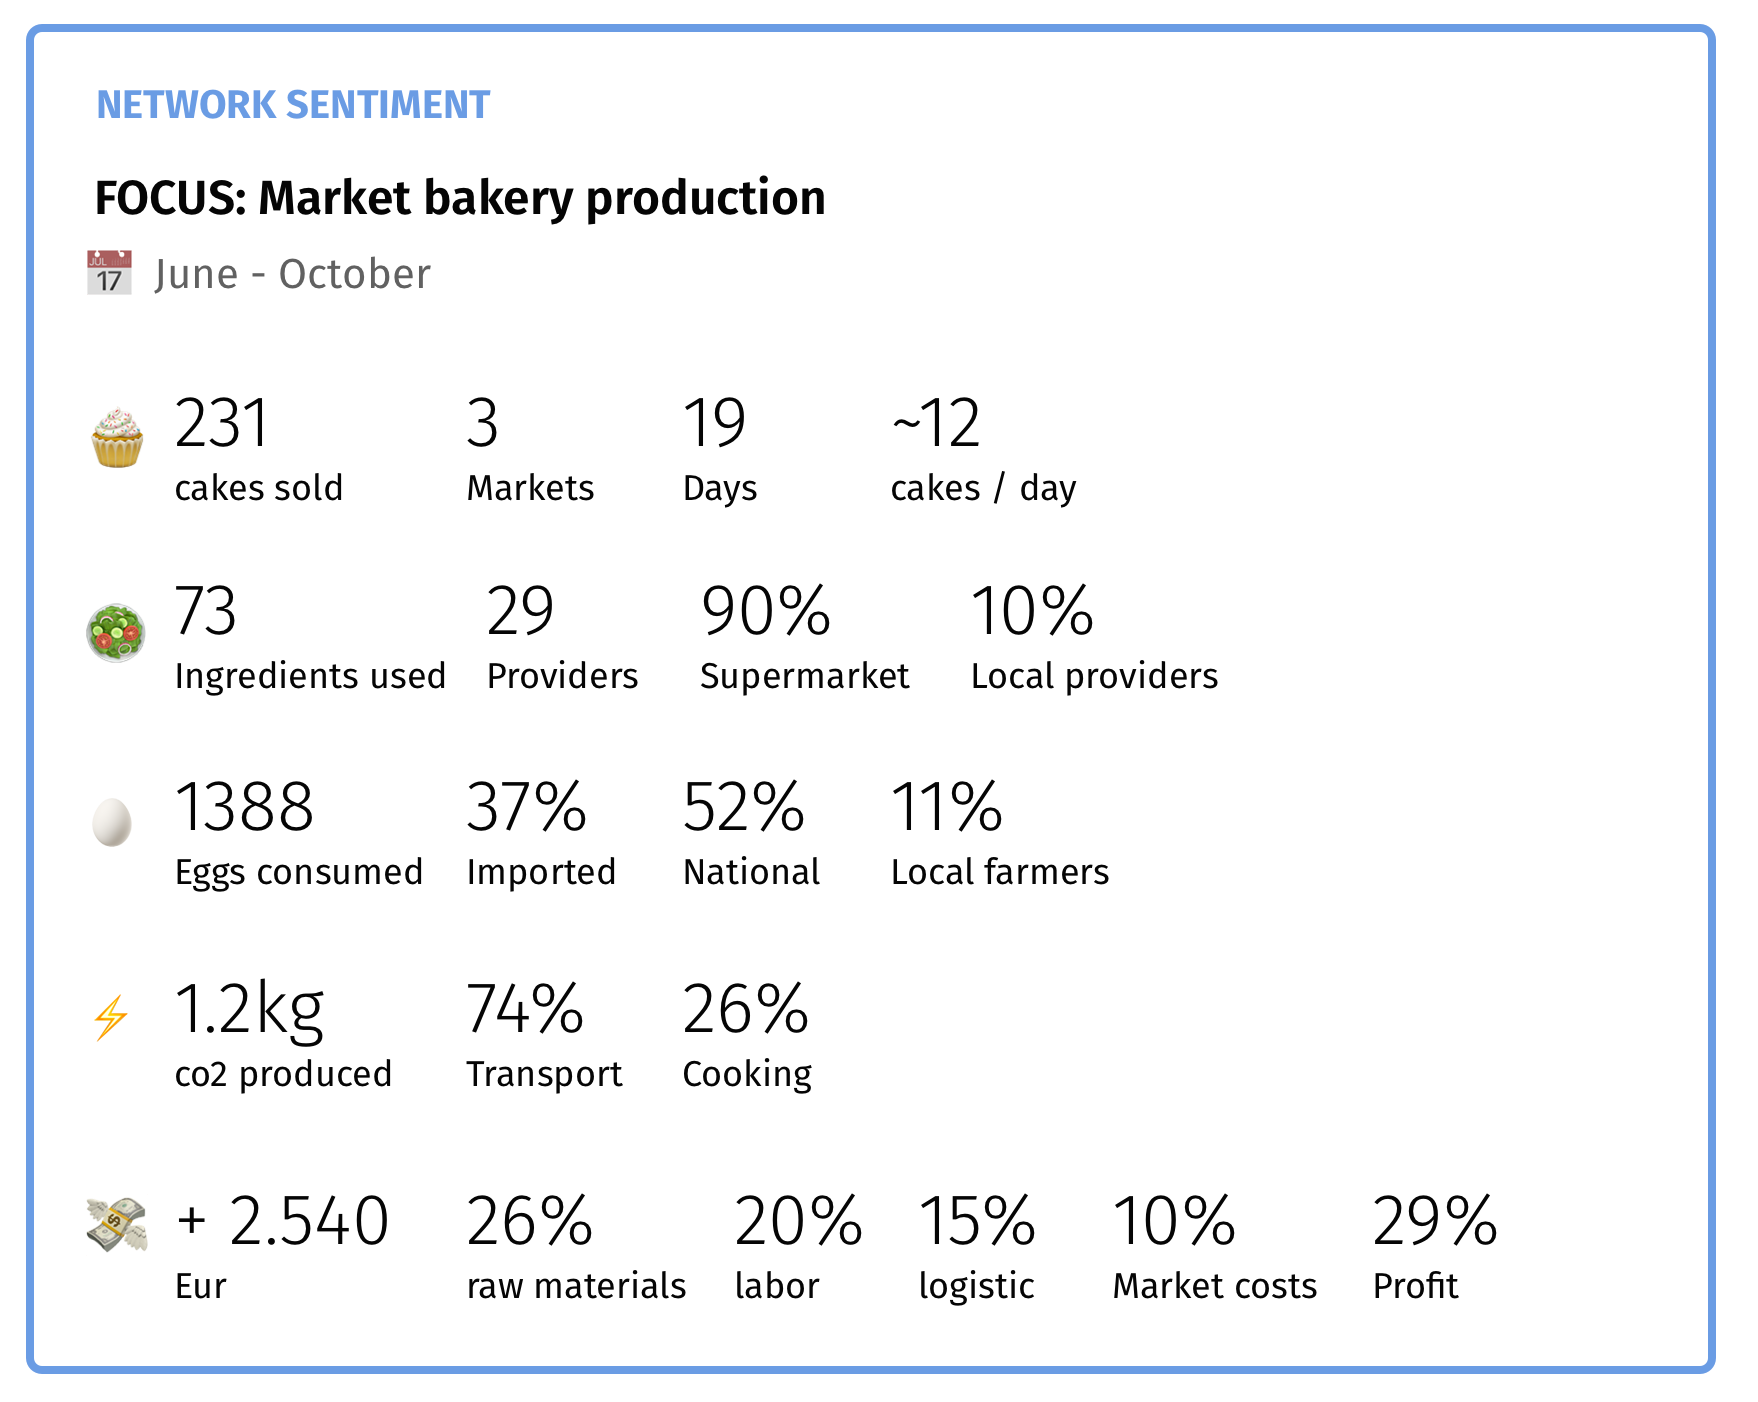 NETWORK SENTIMENT
FOCUS: Market bakery production
JUL
17
June - October
231 3 19 ~12
cakes sold Markets Days cakes / day
73 29 90% 10%
Ingredients used Providers Supermarket Local providers
1388 37% 52% 11%
Eggs consumed Imported National Local farmers
1.2kg 74% 26%
co2 produced Transport Cooking
+ 2.540 26% 20% 15% 10% 29%
Eur raw materials labor logistic Market costs Profit